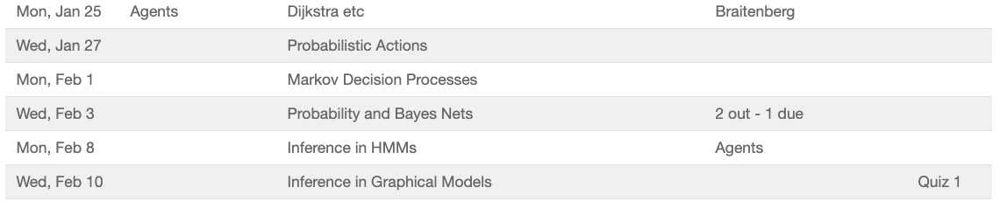 Mon, Jan 25 Agents Dijkstra etc Braitenberg
Wed, Jan 27 Probabilistic Actions
Mon, Feb 1 Markov Decision Processes
Wed, Feb 3 Probability and Bayes Nets 2 out - 1 due
Mon, Feb 8 Inference in HMMs Agents
Wed, Feb 10 Inference in Graphical Models Quiz 1